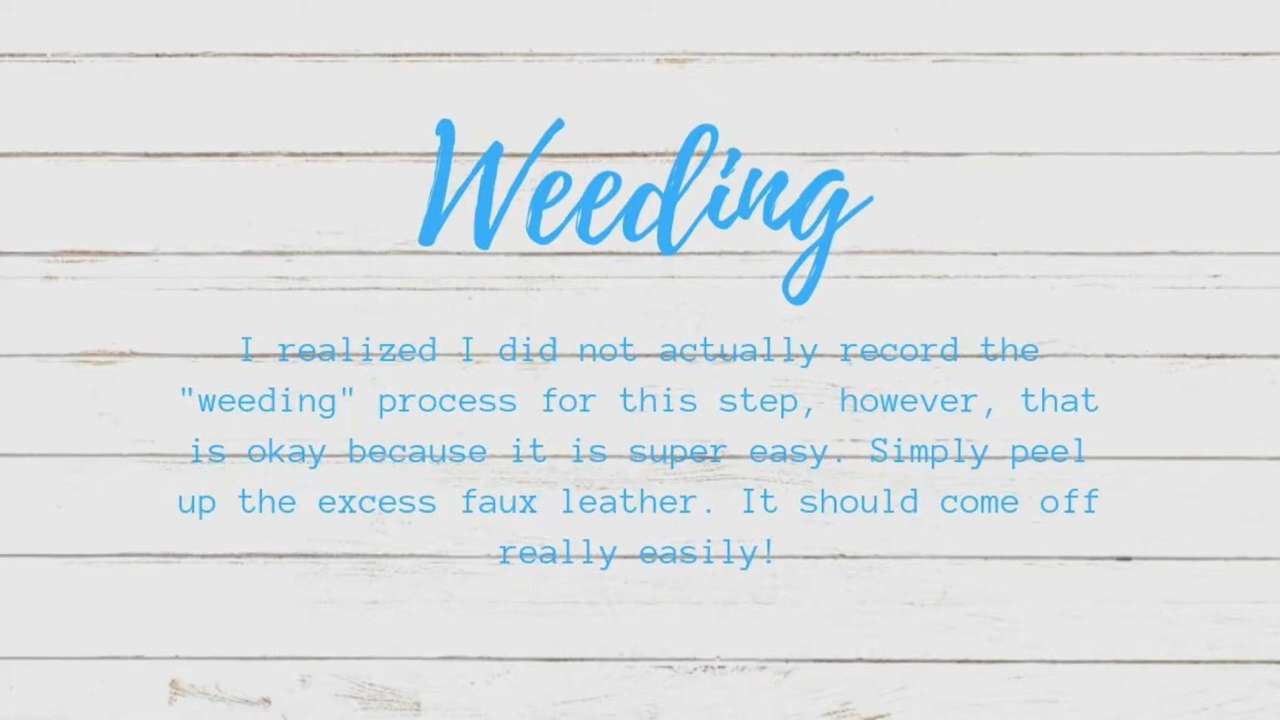 Weeding
I realized I did not actually record the
"weeding" process for this step, however, that
is okay because it is super easy. Simply peel
up the excess faux leather. It should come off
really easily!